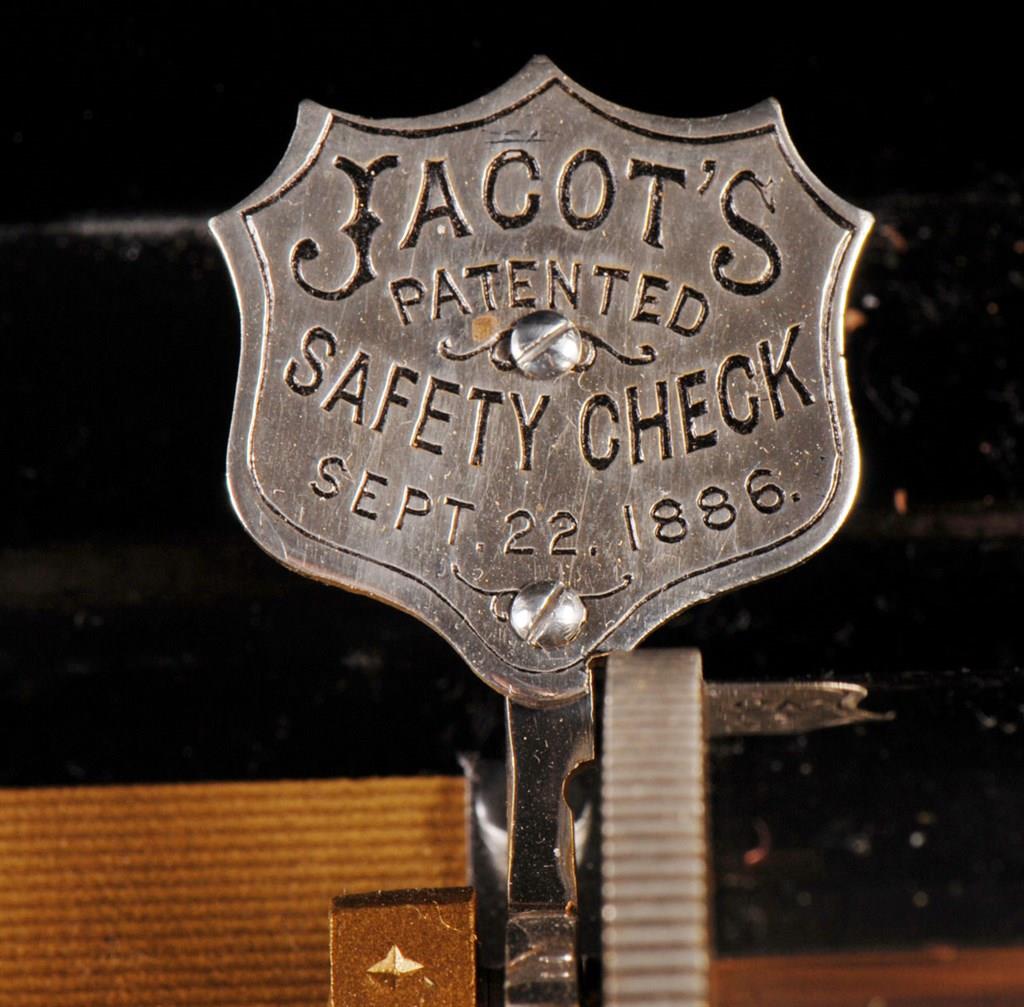 JACOT'S
PATENTED
SAFETY CHECK
SEPT. 22. 1886.